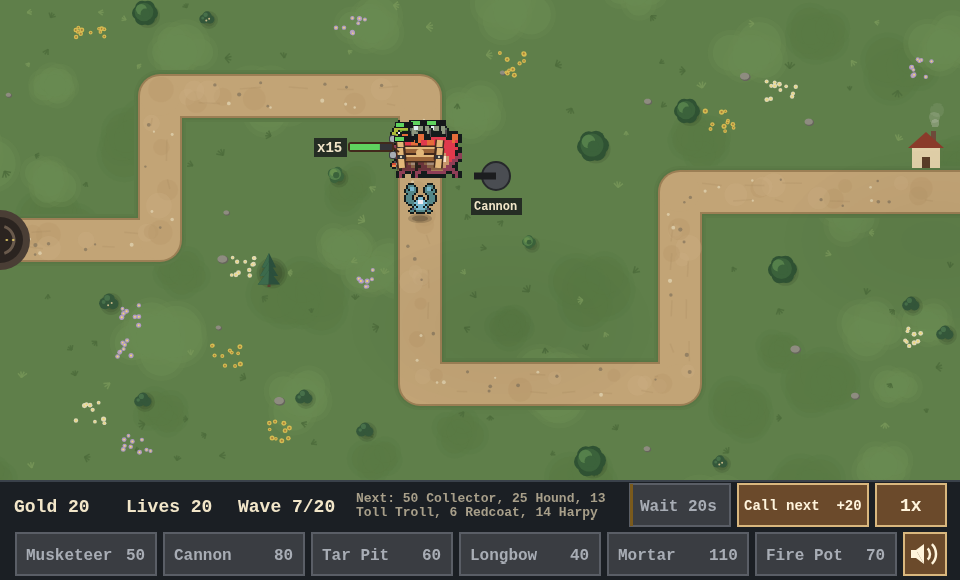 x15
Cannon
Gold 20 Lives 20 Wave 7/20
Next: 50 Collector, 25 Hound, 13
Toll Troll, 6 Redcoat, 14 Harpy
Wait 20s
Call next +20
1x
Musketeer 50
Cannon 80
Tar Pit 60
Longbow 40
Mortar 110
Fire Pot 70